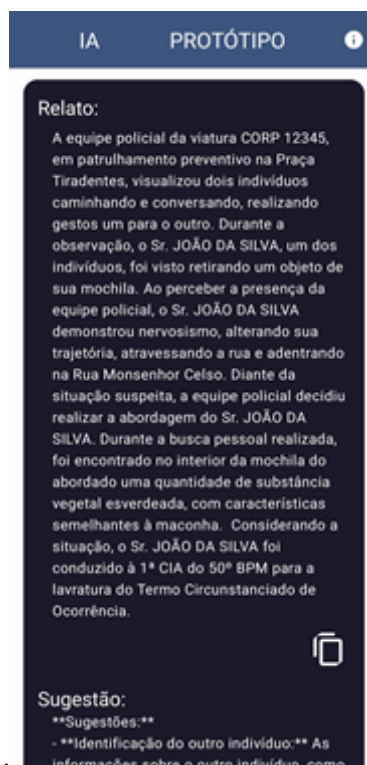 IA PROTÓTIPO
Relato:
A equipe policial da viatura CORP 12345,
em patrulhamento preventivo na Praça
Tiradentes, visualizou dois indivíduos
caminhando e conversando, realizando
gestos um para o outro. Durante a
observação, o Sr. JOÃO DA SILVA, um dos
indivíduos, foi visto retirando um objeto de
sua mochila. Ao perceber a presença da
equipe policial, o Sr. JOÃO DA SILVA
demonstrou nervosismo, alterando sua
trajetória, atravessando a rua e adentrando
na Rua Monsenhor Celso. Diante da
situação suspeita, a equipe policial decidiu
realizar a abordagem do Sr. JOÃO DA
SILVA. Durante a busca pessoal realizada,
foi encontrado no interior da mochila do
abordado uma quantidade de substância
vegetal esverdeada, com características
semelhantes à maconha. Considerando a
situação, o Sr. JOÃO DA SILVA foi
conduzido à 1ª CIA do 50º BPM para a
lavratura do Termo Circunstanciado de
Ocorrência.
Sugestão:
**Sugestões:**
- **Identificação do outro indivíduo:** As
informações sobre o outro indivíduo, como